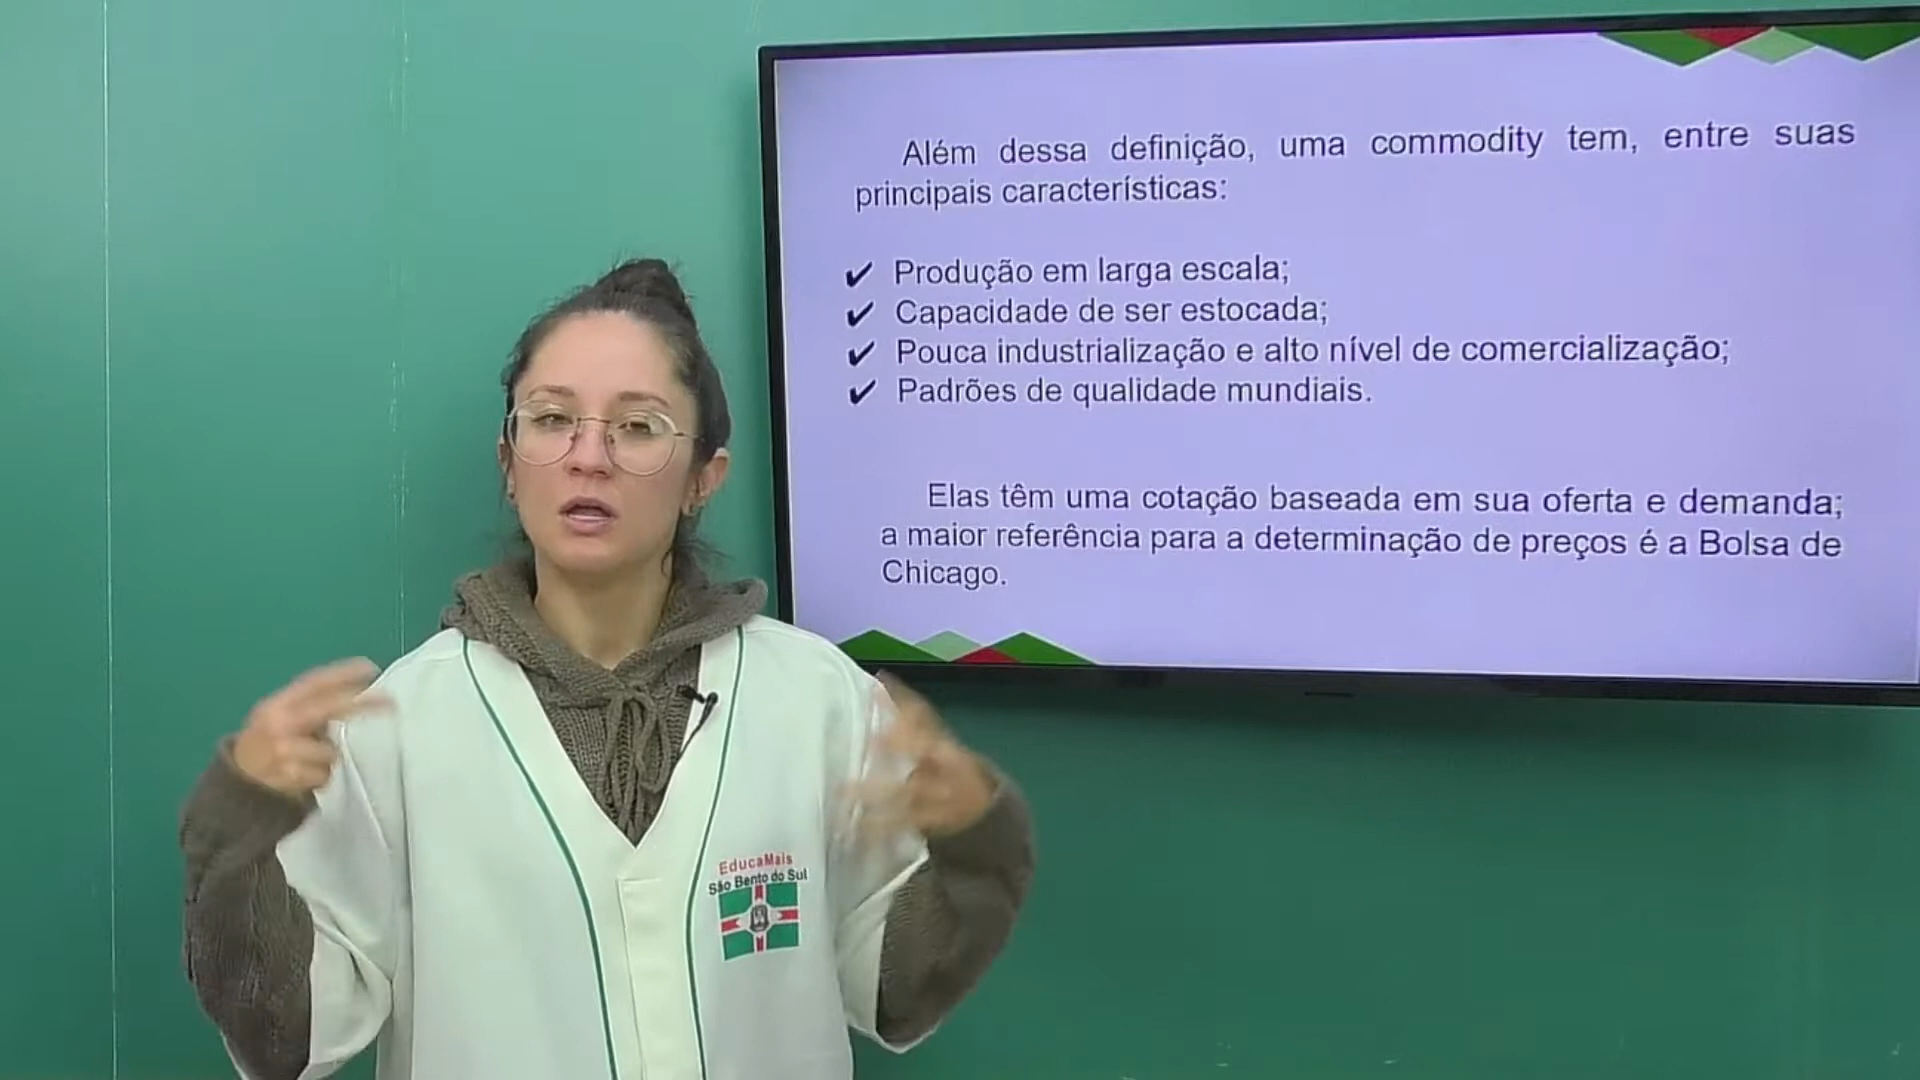 Além dessa definição, uma commodity tem, entre suas
principais características:
✔ Produção em larga escala;
✔ Capacidade de ser estocada;
✔ Pouca industrialização e alto nível de comercialização;
✔ Padrões de qualidade mundiais.
Elas têm uma cotação baseada em sua oferta e demanda;
a maior referência para a determinação de preços é a Bolsa de
Chicago.
EducaMais
São Bento do Sul